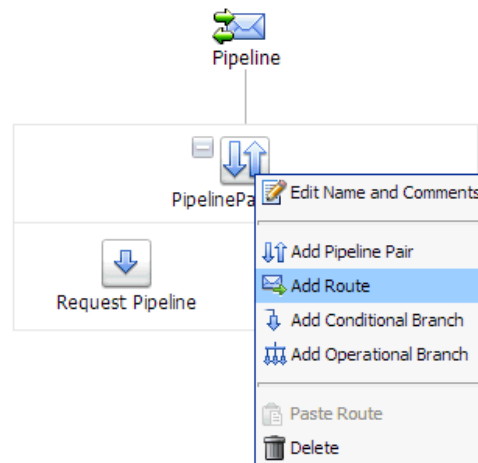 Pipeline
PipelinePa
Edit Name and Comments
Add Pipeline Pair
Add Route
Request Pipeline
Add Conditional Branch
Add Operational Branch
Paste Route
Delete